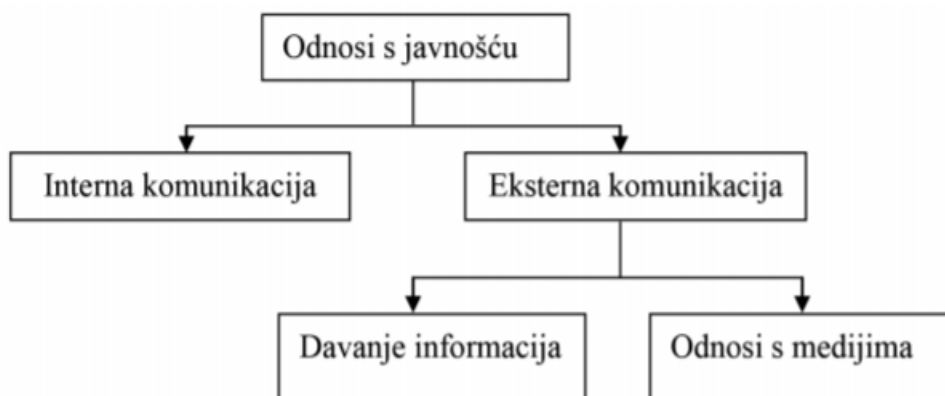 Odnosi s javnošću
Interna komunikacija
Eksterna komunikacija
Davanje informacija
Odnosi s medijima